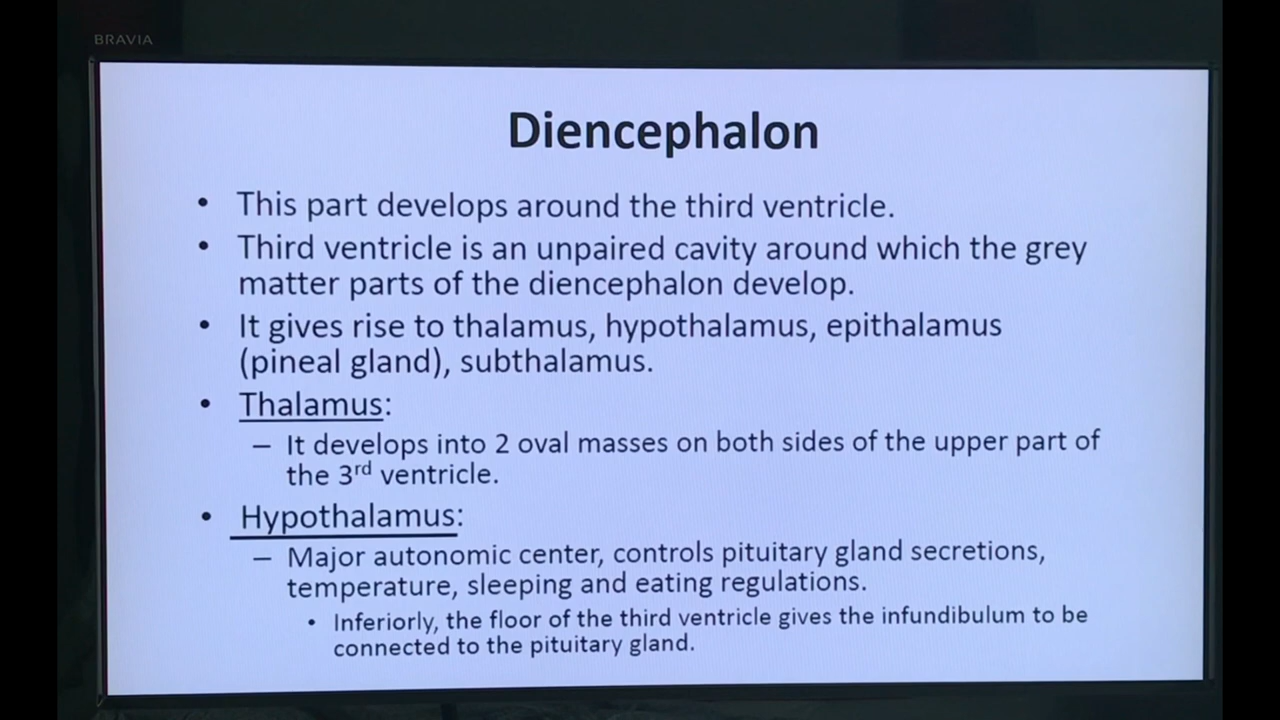 BRAVIA
Diencephalon
• This part develops around the third ventricle.
• Third ventricle is an unpaired cavity around which the grey
matter parts of the diencephalon develop.
• It gives rise to thalamus, hypothalamus, epithalamus
(pineal gland), subthalamus.
• Thalamus:
– It develops into 2 oval masses on both sides of the upper part of
the 3rd ventricle.
• Hypothalamus:
– Major autonomic center, controls pituitary gland secretions,
temperature, sleeping and eating regulations.
• Inferiorly, the floor of the third ventricle gives the infundibulum to be
connected to the pituitary gland.